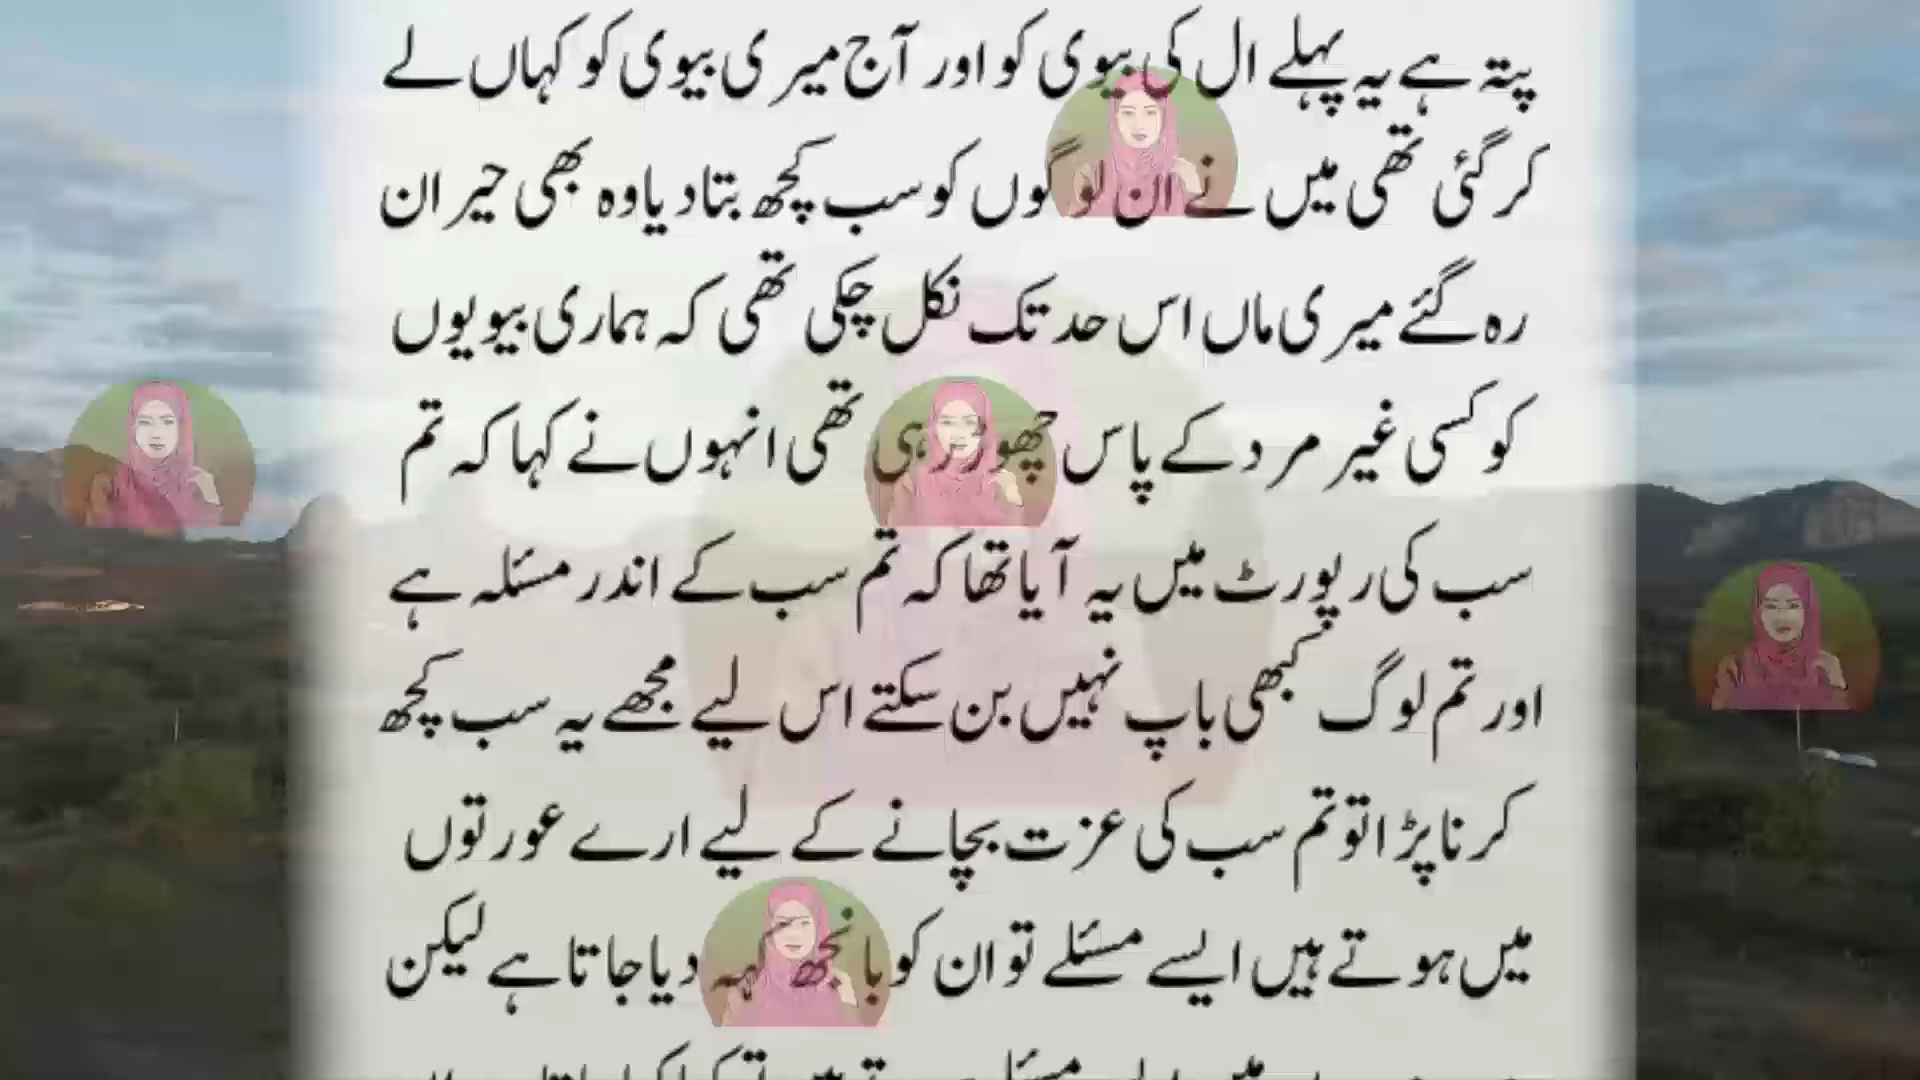 پتہ ہے یہ پہلے ال کی بیوی کو اور آج میری بیوی کو کہاں لے
کر گئی تھی میں نے ان لوگوں کو سب کچھ بتا دیا وہ بھی حیران
رہ گئے میری ماں اس حد تک نکل چکی تھی کہ ہماری بیویوں
کو کسی غیر مرد کے پاس چھوڑ رہی تھی انہوں نے کہا کہ تم
سب کی رپورٹ میں یہ آیا تھا کہ تم سب کے اندر مسئلہ ہے
اور تم لوگ کبھی باپ نہیں بن سکتے اس لیے مجھے یہ سب کچھ
کرنا پڑا تو تم سب کی عزت بچانے کے لیے ارے عورتوں
میں ہوتے ہیں ایسے مسئلے تو ان کو بانجھ کہہ دیا جاتا ہے لیکن